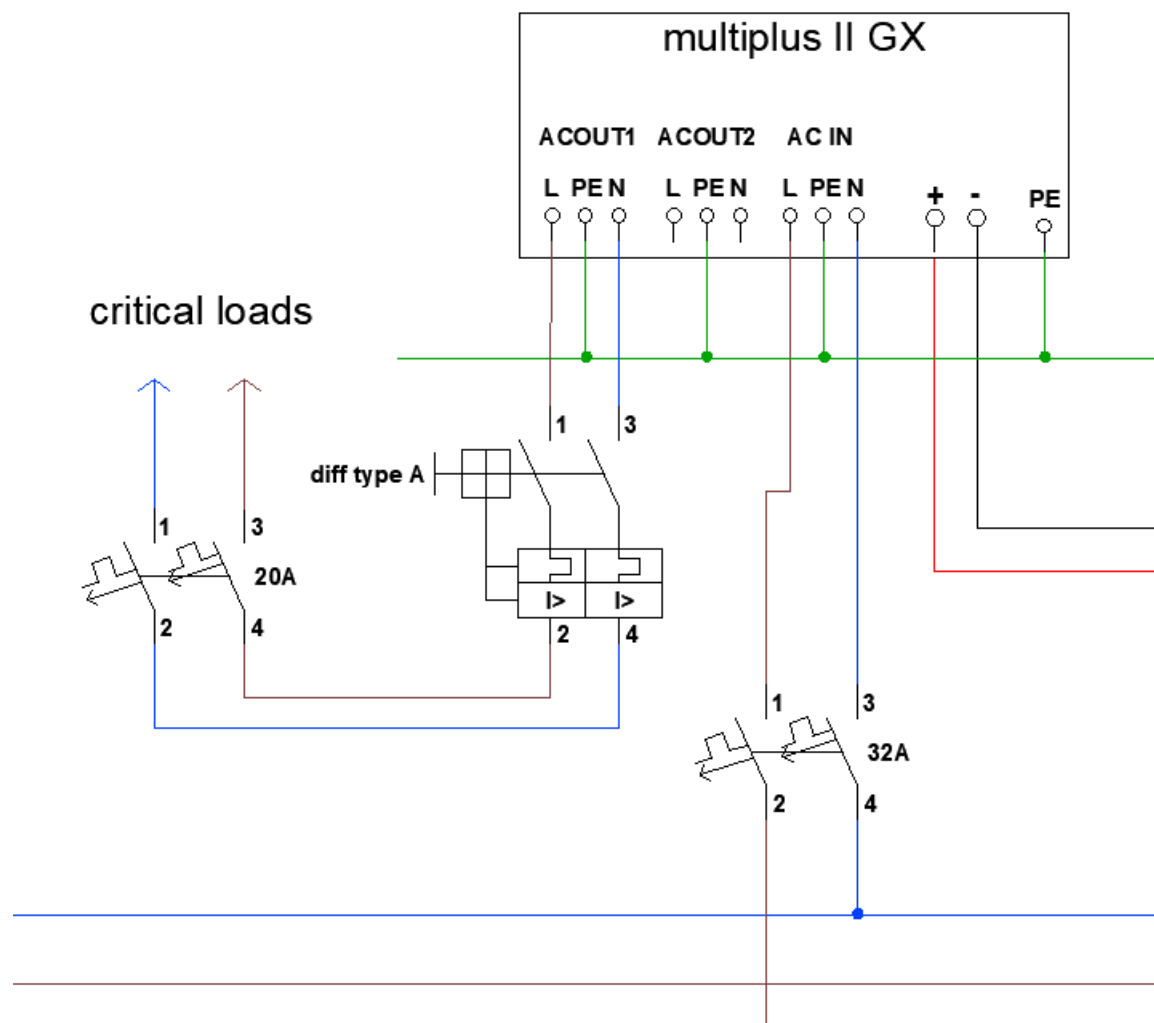 multiplus II GX
ACOUT1 ACOUT2 AC IN
L PE N L PE N L PE N + - PE
critical loads
1 3
diff type A
1 3
20A
I> I>
2 4
2 4
1 3
32A
2 4